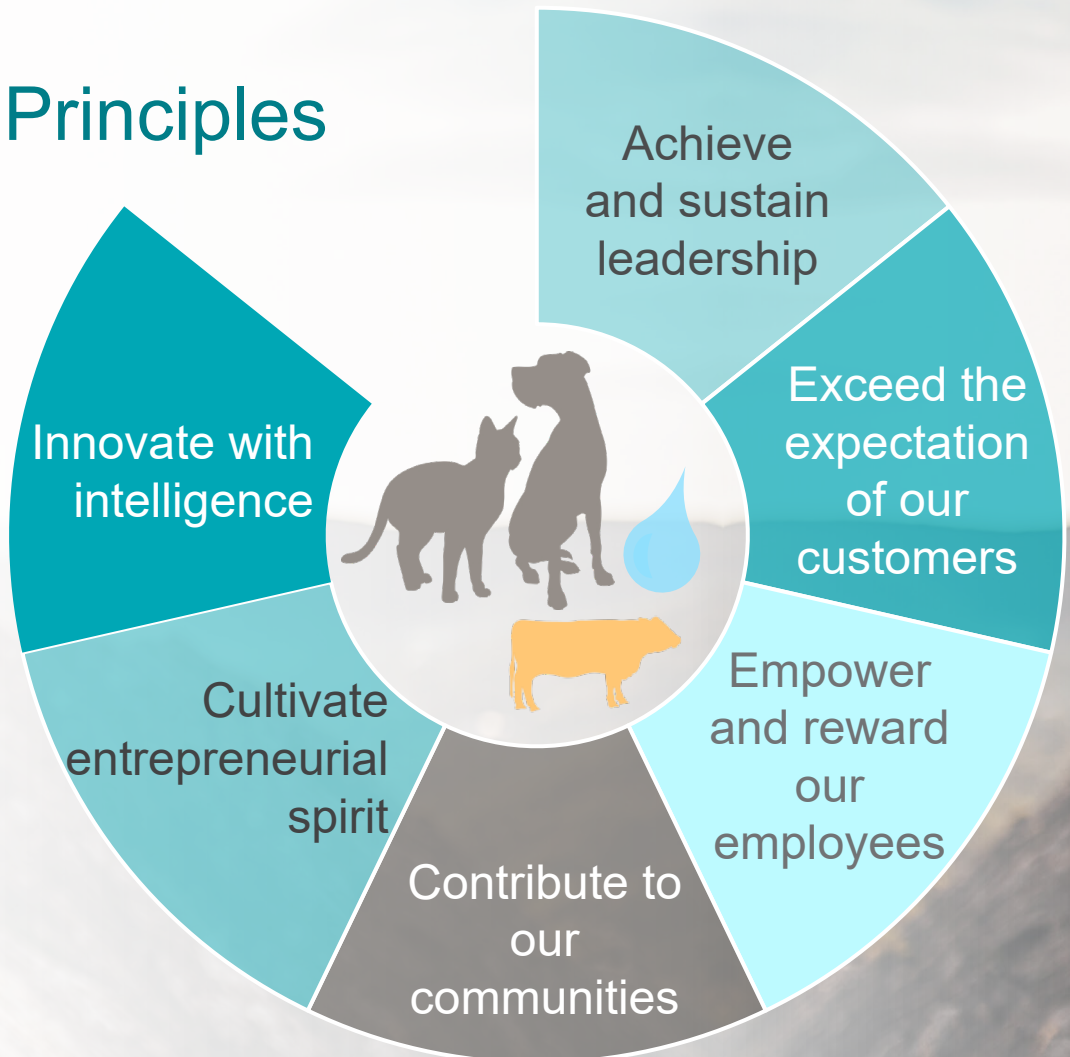 Principles
Achieve
and sustain
leadership
Exceed the
expectation
of our
customers
Empower
and reward
our
employees
Contribute to
our
communities
Cultivate
entrepreneurial
spirit
Innovate with
intelligence